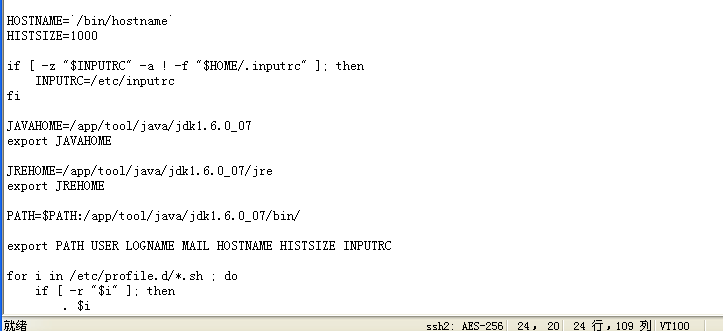 HOSTNAME=`/bin/hostname`
HISTSIZE=1000
if [ -z "$INPUTRC" -a ! -f "$HOME/.inputrc" ]; then
    INPUTRC=/etc/inputrc
fi
JAVAHOME=/app/tool/java/jdk1.6.0_07
export JAVAHOME
JREHOME=/app/tool/java/jdk1.6.0_07/jre
export JREHOME
PATH=$PATH:/app/tool/java/jdk1.6.0_07/bin/
export PATH USER LOGNAME MAIL HOSTNAME HISTSIZE INPUTRC
for i in /etc/profile.d/*.sh ; do
    if [ -r "$i" ]; then
        . $i
就绪 ssh2: AES-256 24, 20 24 行,109 列 VT100